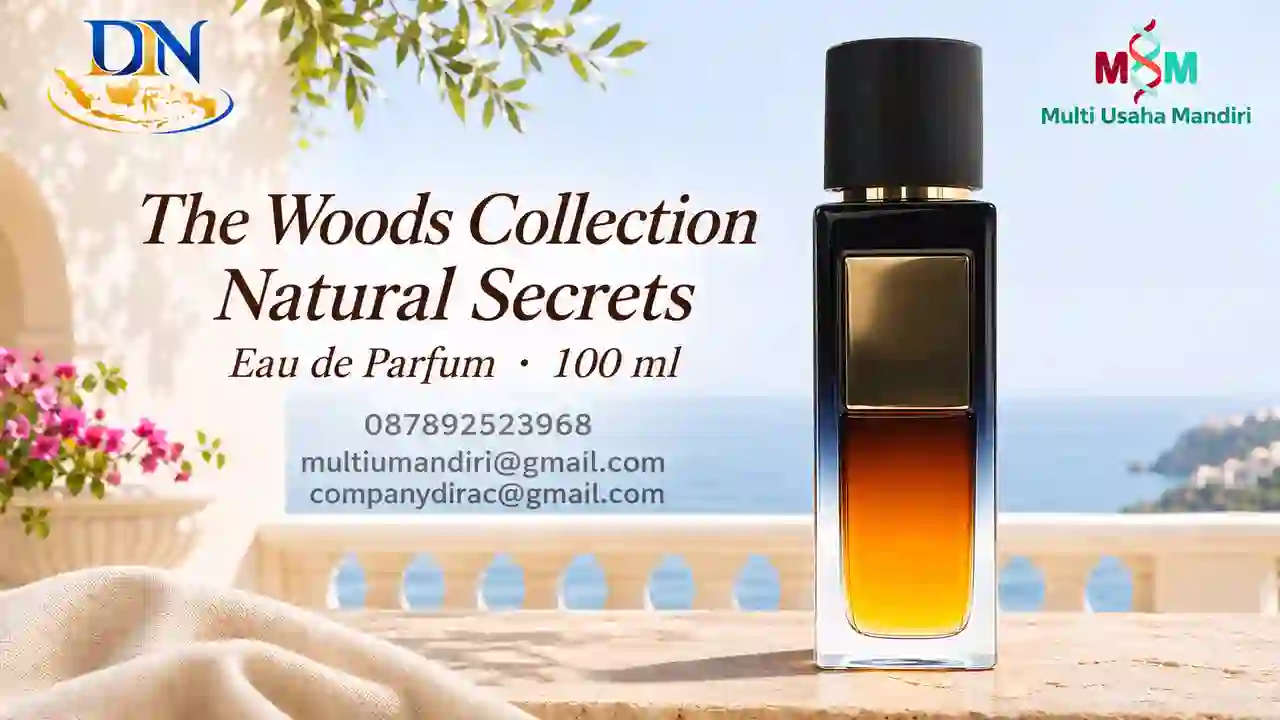 DN
MSM
Multi Usaha Mandiri
The Woods Collection
Natural Secrets
Eau de Parfum · 100 ml
087892523968
multiumandiri@gmail.com
companydirac@gmail.com